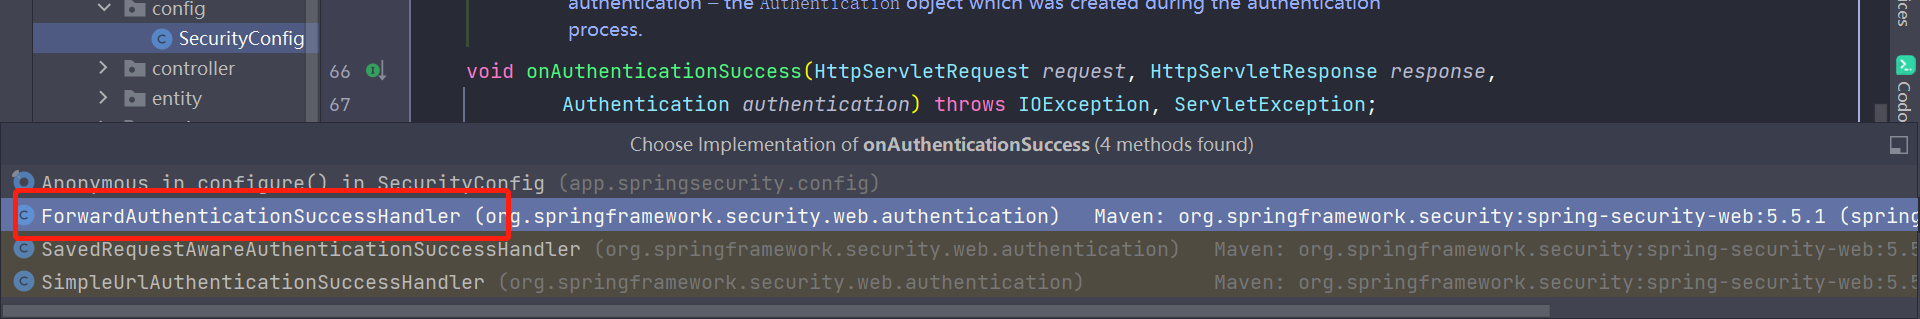 config
authentication – the Authentication object which was created during the authentication
process.
SecurityConfig
controller
66 void onAuthenticationSuccess(HttpServletRequest request, HttpServletResponse response,
entity
67 Authentication authentication) throws IOException, ServletException;
Choose Implementation of onAuthenticationSuccess (4 methods found)
Anonymous in configure() in SecurityConfig (app.springsecurity.config)
ForwardAuthenticationSuccessHandler (org.springframework.security.web.authentication) Maven: org.springframework.security:spring-security-web:5.5.1 (spring
SavedRequestAwareAuthenticationSuccessHandler (org.springframework.security.web.authentication) Maven: org.springframework.security:spring-security-web:5.5
SimpleUrlAuthenticationSuccessHandler (org.springframework.security.web.authentication) Maven: org.springframework.security:spring-security-web:5.5